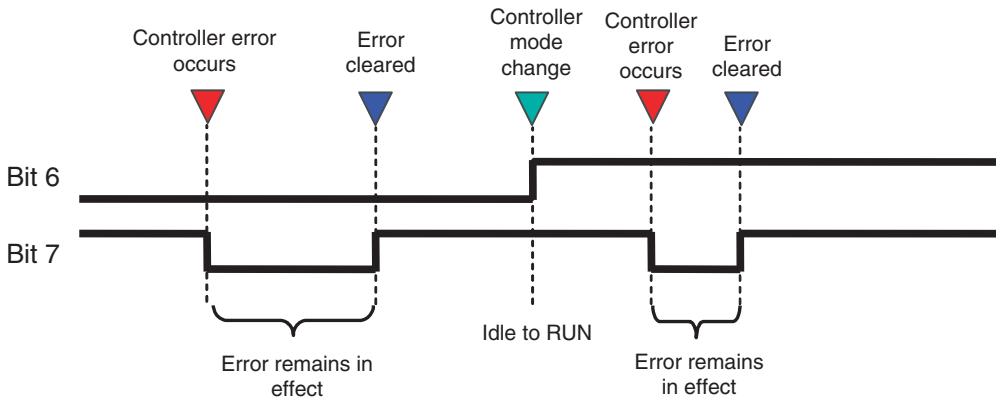 Controller error
occurs
Error
cleared
Controller
mode
change
Controller
error
occurs
Error
cleared
Bit 6
Bit 7
Error remains in
effect
Idle to RUN
Error remains
in effect